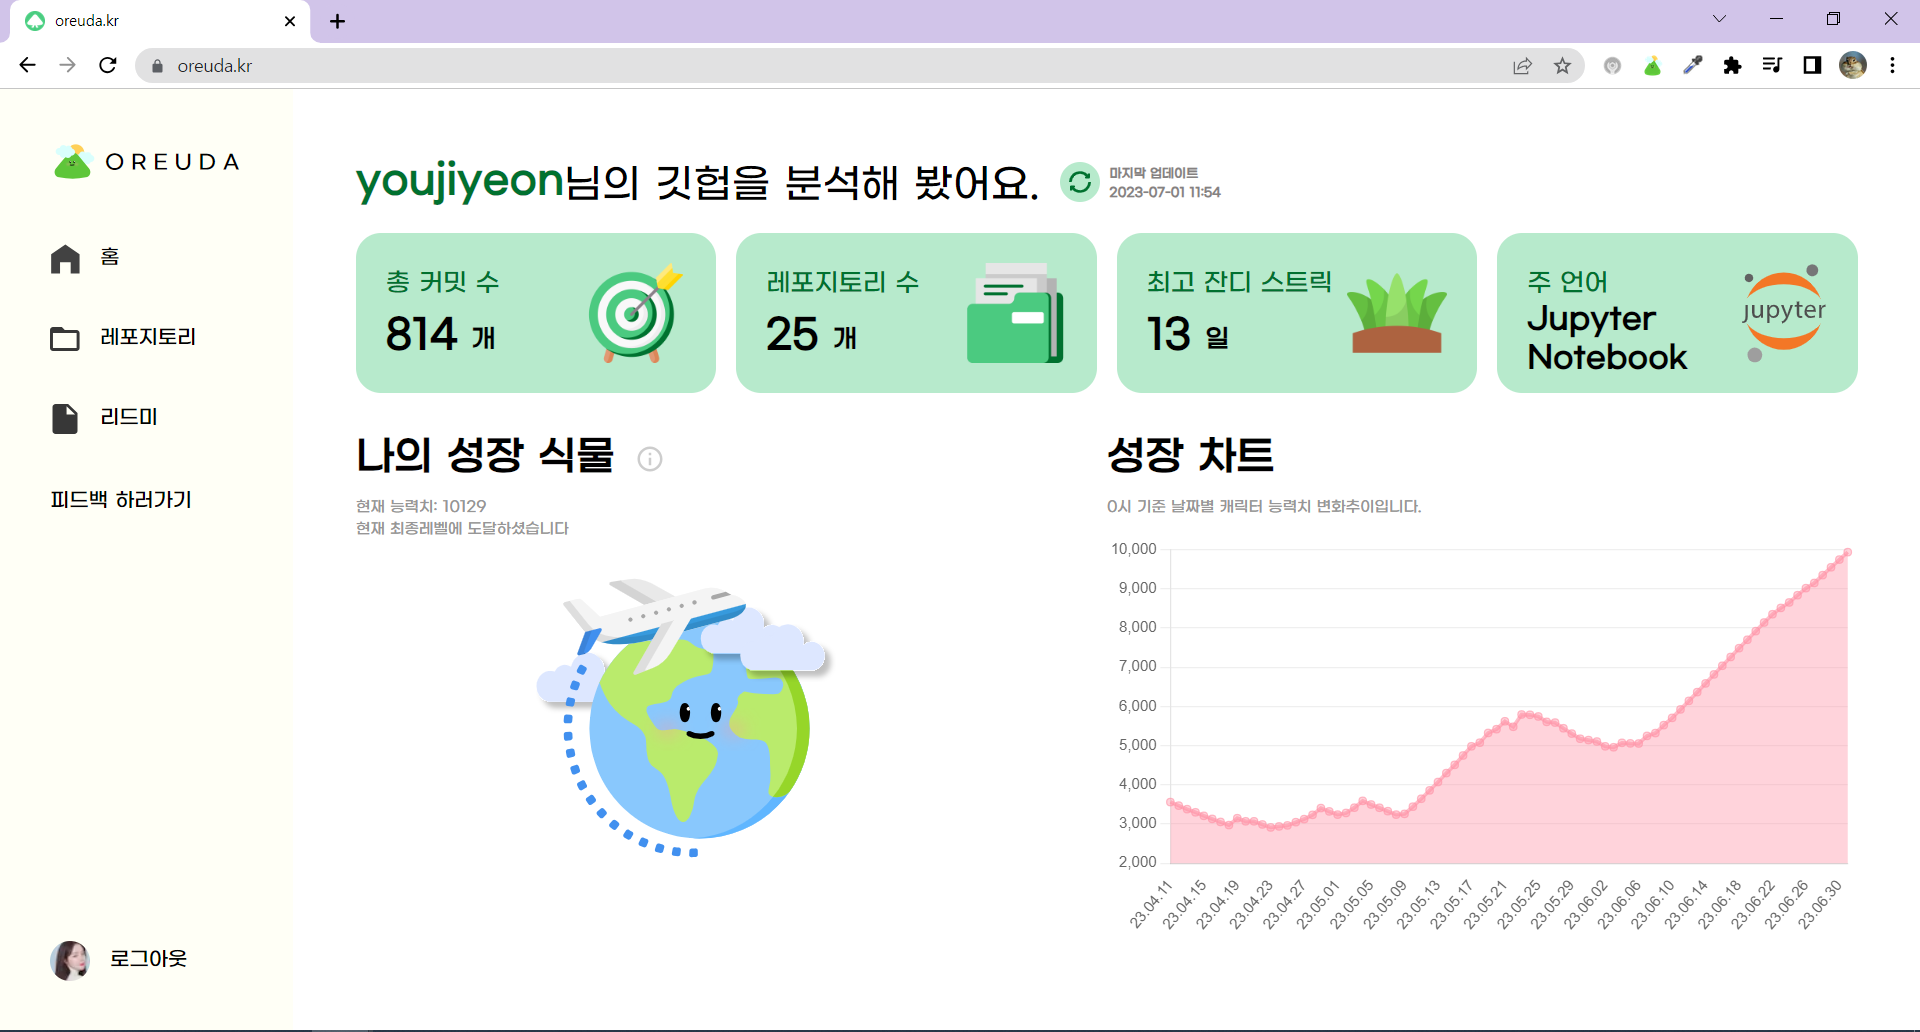 oreuda.kr
oreuda.kr
OREUDA
홈
레포지토리
리드미
피드백 하러가기
로그아웃
youjiyeon님의 깃헙을 분석해 봤어요.
마지막 업데이트
2023-07-01 11:54
총 커밋 수
814 개
레포지토리 수
25 개
최고 잔디 스트릭
13 일
주 언어
Jupyter
Notebook
jupyter
나의 성장 식물
현재 능력치: 10129
현재 최종레벨에 도달하셨습니다
성장 차트
0시 기준 날짜별 캐릭터 능력치 변화추이입니다.
10,000
9,000
8,000
7,000
6,000
5,000
4,000
3,000
2,000
23.04.11
23.04.15
23.04.19
23.04.23
23.04.27
23.05.01
23.05.05
23.05.09
23.05.13
23.05.17
23.05.21
23.05.25
23.05.29
23.06.02
23.06.06
23.06.10
23.06.14
23.06.18
23.06.22
23.06.26
23.06.30